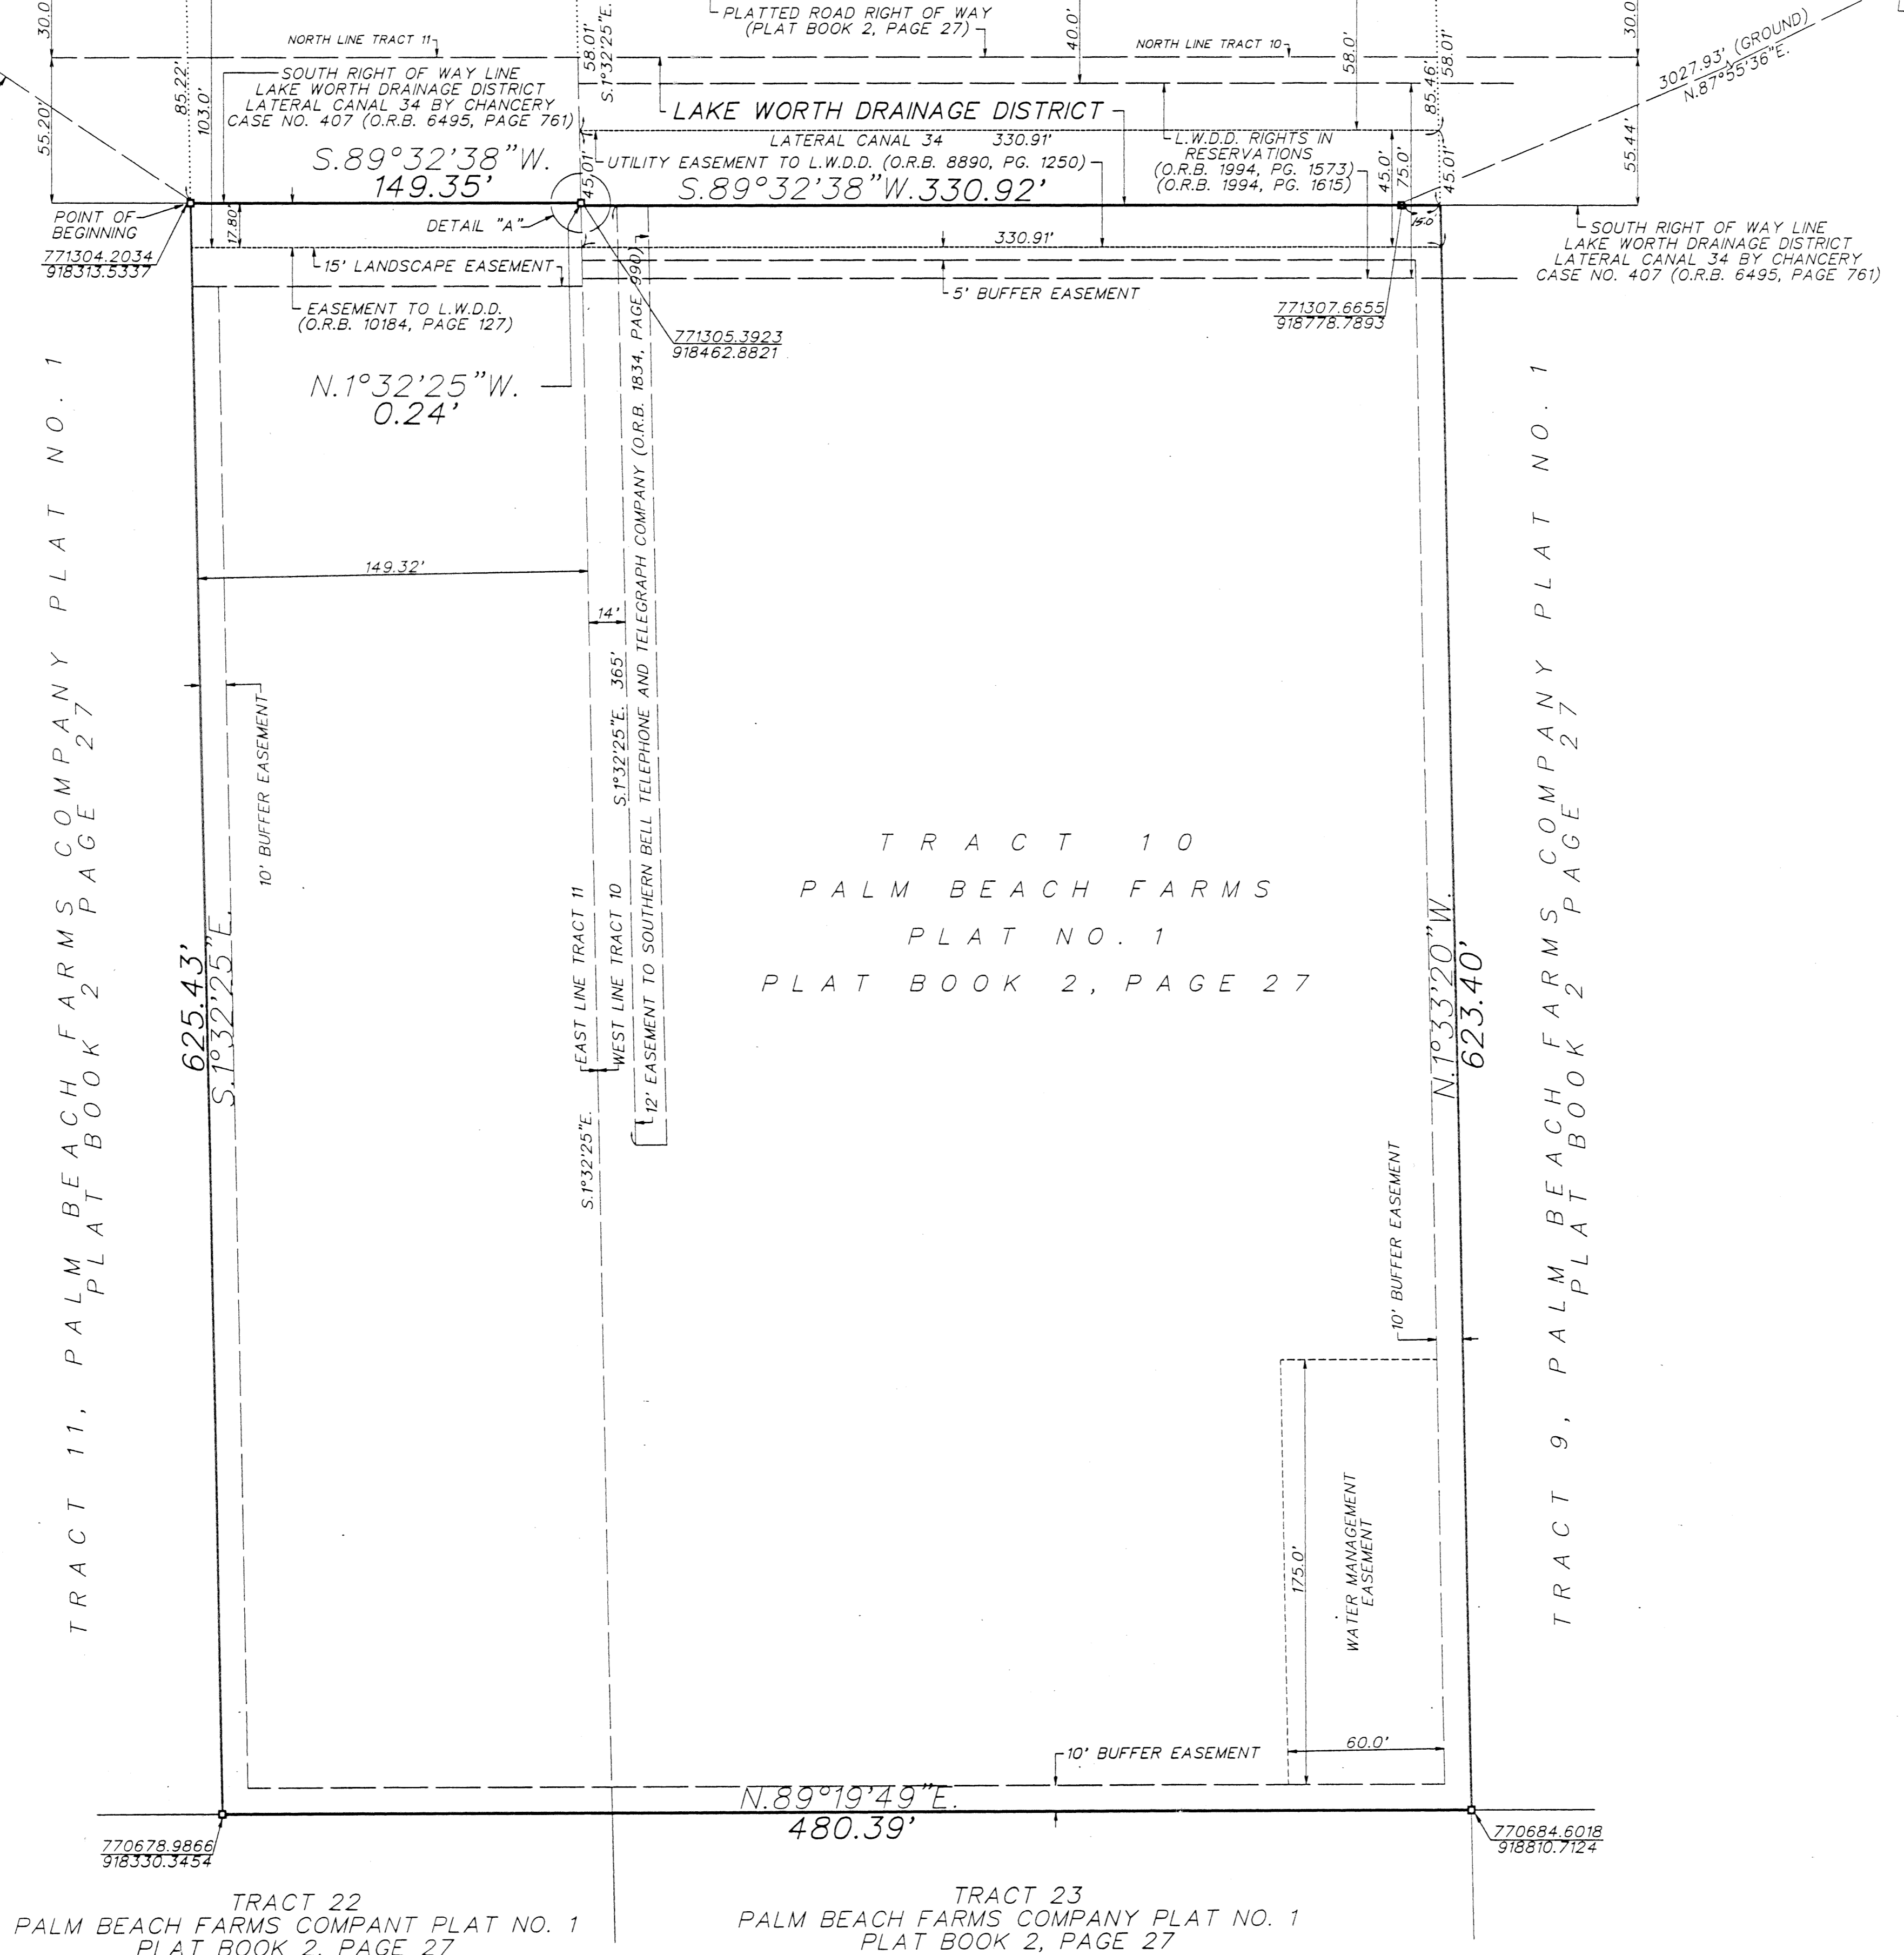 PLATTED ROAD RIGHT OF WAY
(PLAT BOOK 2, PAGE 27)
30.0
58.01'
S.1°32'25"E.
40.0'
58.0'
58.01'
30.0
3027.93' (GROUND)
N.87°55'36"E.
NORTH LINE TRACT 11
NORTH LINE TRACT 10
55.20'
85.22'
103.0'
SOUTH RIGHT OF WAY LINE
LAKE WORTH DRAINAGE DISTRICT
LATERAL CANAL 34 BY CHANCERY
CASE NO. 407 (O.R.B. 6495, PAGE 761)
LAKE WORTH DRAINAGE DISTRICT
LATERAL CANAL 34 330.91'
UTILITY EASEMENT TO L.W.D.D. (O.R.B. 8890, PG. 1250)
L.W.D.D. RIGHTS IN
RESERVATIONS
(O.R.B. 1994, PG. 1573)
(O.R.B. 1994, PG. 1615)
85.46'
55.44'
45.0'
75.0'
45.01'
S.89°32'38"W.
149.35'
45.01'
S.89°32'38"W. 330.92'
15.0'
POINT OF
BEGINNING
771304.2034
918313.5337
17.80'
DETAIL "A"
330.91'
SOUTH RIGHT OF WAY LINE
LAKE WORTH DRAINAGE DISTRICT
LATERAL CANAL 34 BY CHANCERY
CASE NO. 407 (O.R.B. 6495, PAGE 761)
15' LANDSCAPE EASEMENT
5' BUFFER EASEMENT
EASEMENT TO L.W.D.D.
(O.R.B. 10184, PAGE 127)
771305.3923
918462.8821
771307.6655
918778.7893
N.1°32'25"W.
0.24'
149.32'
14'
S.1°32'25"E. 365'
12' EASEMENT TO SOUTHERN BELL TELEPHONE AND TELEGRAPH COMPANY (O.R.B. 1834, PAGE 990)
10' BUFFER EASEMENT
TRACT 11, PALM BEACH FARMS COMPANY PLAT NO. 1
PLAT BOOK 2 PAGE 27
625.43'
S.1°32'25"E.
EAST LINE TRACT 11
WEST LINE TRACT 10
S.1°32'25"E.
TRACT 10
PALM BEACH FARMS
PLAT NO. 1
PLAT BOOK 2, PAGE 27
N.1°33'20"W.
623.40'
TRACT 9, PALM BEACH FARMS COMPANY PLAT NO. 1
PLAT BOOK 2 PAGE 27
10' BUFFER EASEMENT
175.0'
WATER MANAGEMENT
EASEMENT
60.0'
10' BUFFER EASEMENT
N.89°19'49"E.
480.39'
770678.9866
918330.3454
770684.6018
918810.7124
TRACT 22
PALM BEACH FARMS COMPANT PLAT NO. 1
PLAT BOOK 2, PAGE 27
TRACT 23
PALM BEACH FARMS COMPANY PLAT NO. 1
PLAT BOOK 2, PAGE 27